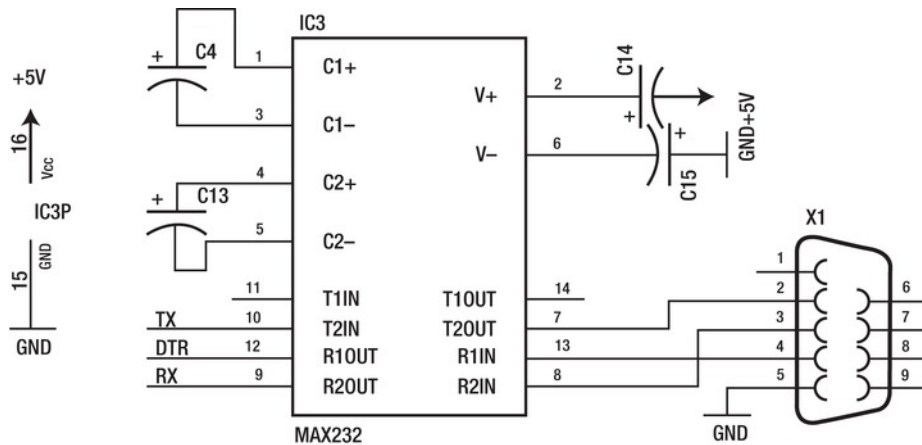 IC3
+5V
16
Vcc
IC3P
15
GND
GND
+
C4
1
3
+
C13
4
5
C1+
C1–
C2+
C2–
V+
V–
2
6
C14
+
+
C15
GND+5V
11
T1IN
T1OUT
14
TX
10
T2IN
T2OUT
7
DTR
12
R1OUT
R1IN
13
RX
9
R2OUT
R2IN
8
MAX232
X1
1
2
3
4
5
6
7
8
9
GND